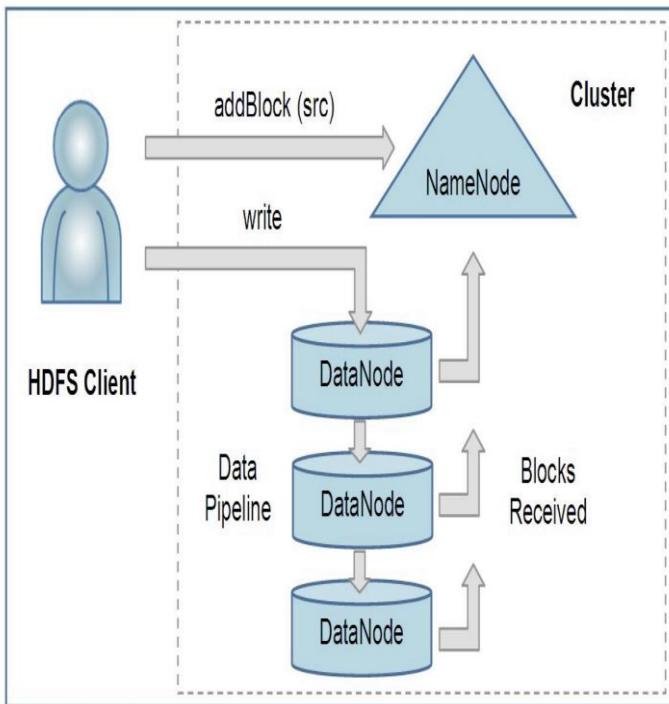 addBlock (src)
Cluster
NameNode
write
HDFS Client
DataNode
Data
Pipeline
DataNode
Blocks
Received
DataNode